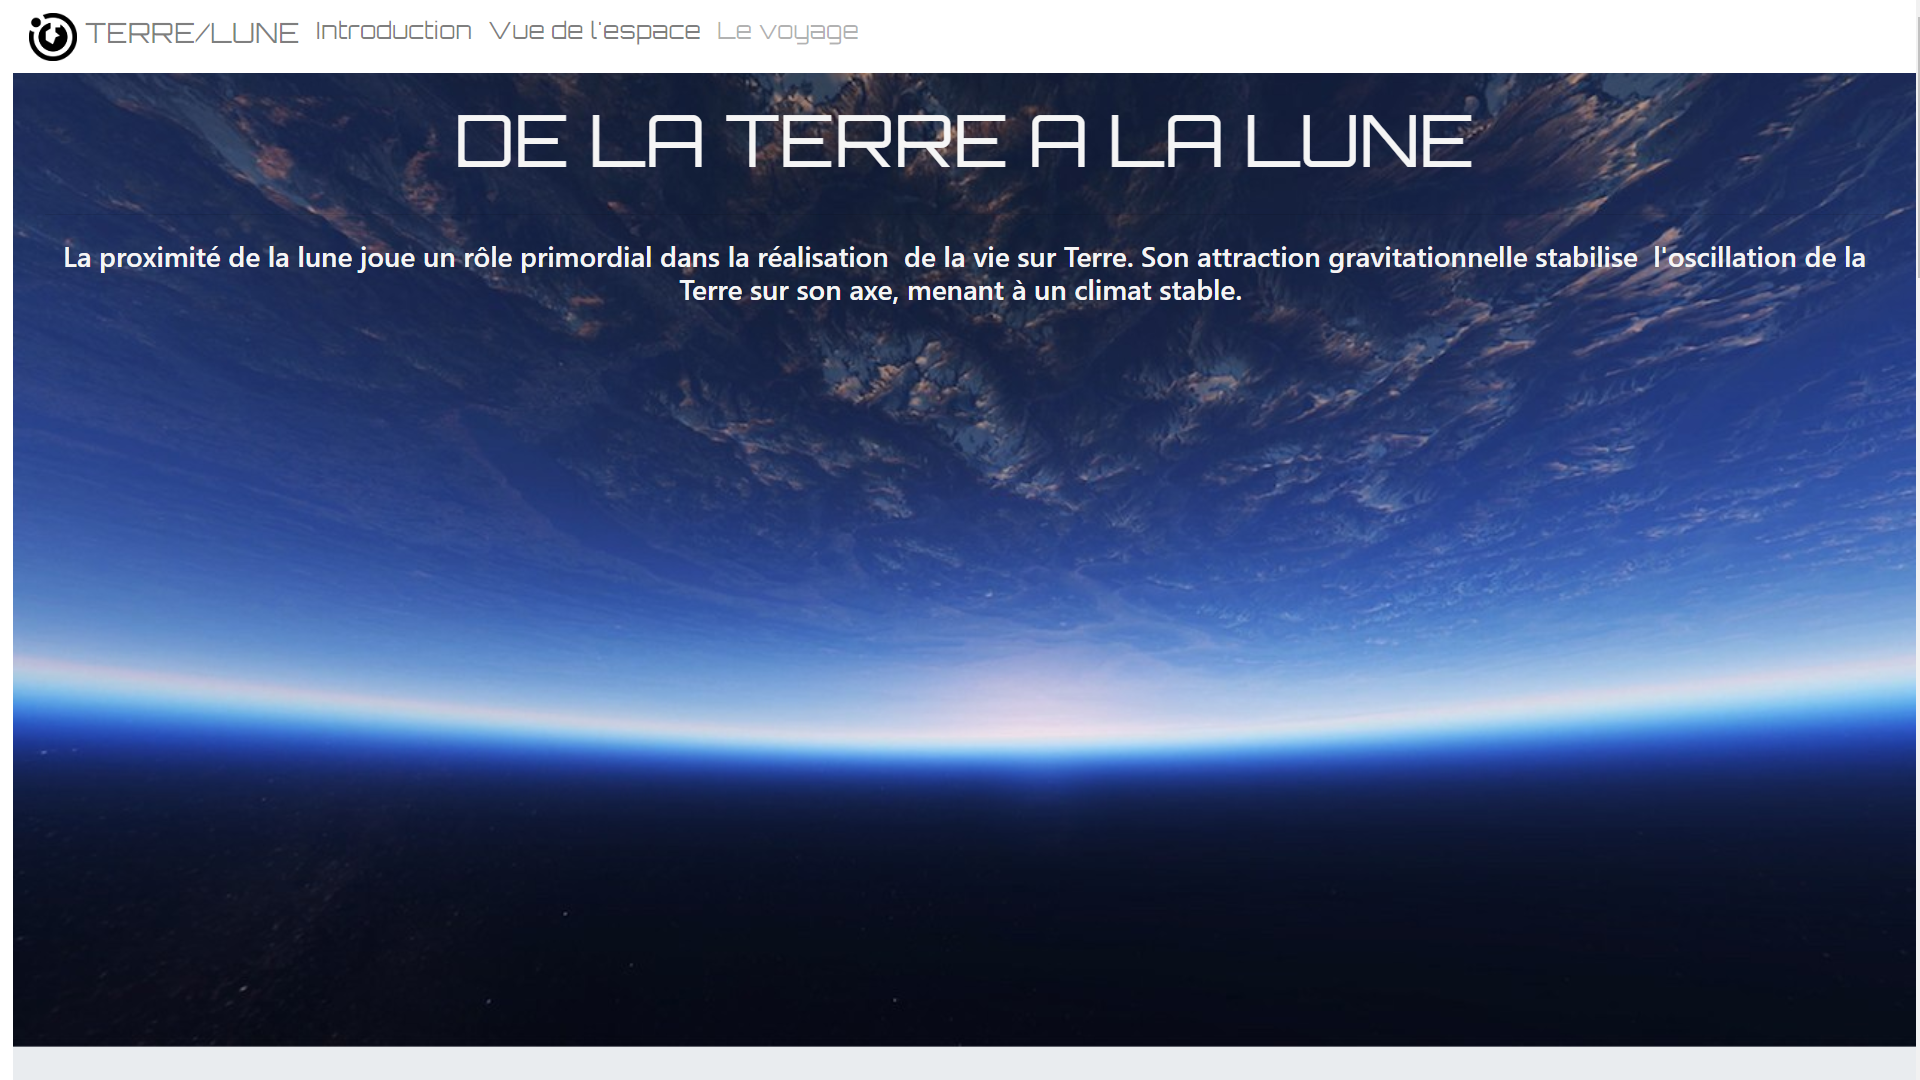 TERRE/LUNE Introduction Vue de l'espace Le voyage
DE LA TERRE A LA LUNE
La proximité de la lune joue un rôle primordial dans la réalisation  de la vie sur Terre. Son attraction gravitationnelle stabilise  l'oscillation de la
Terre sur son axe, menant à un climat stable.